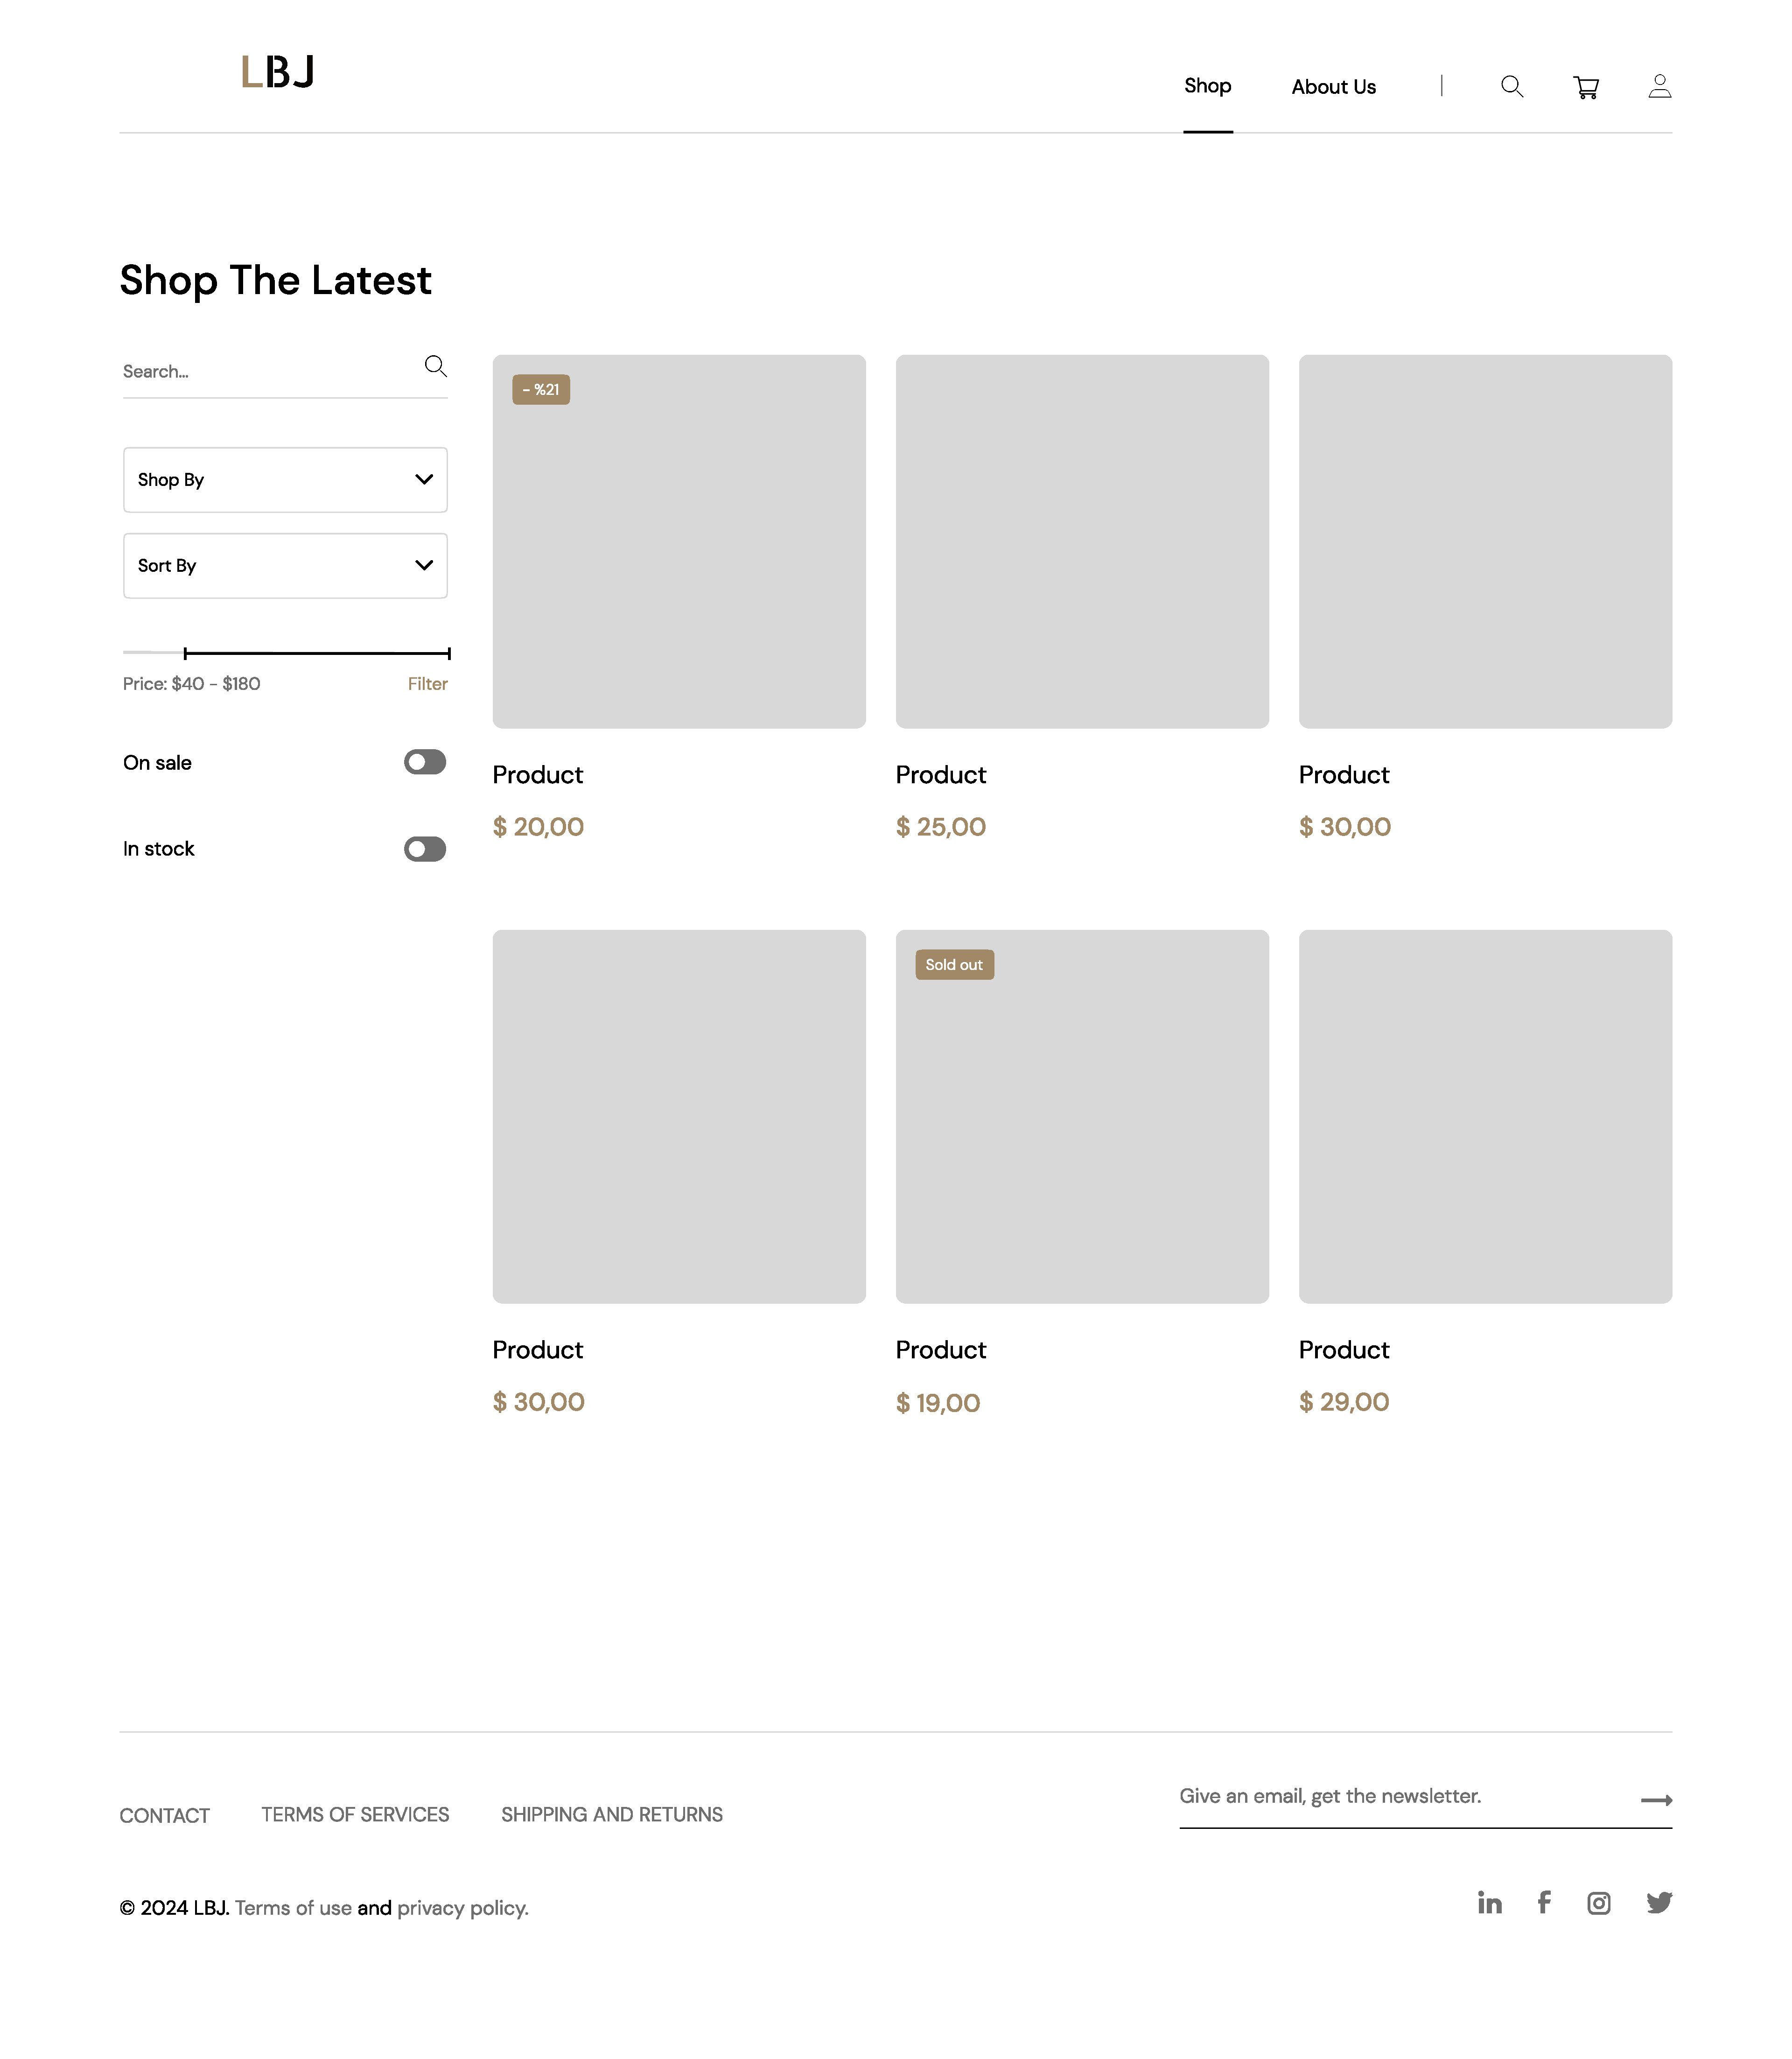 LBJ
Shop
About Us
Shop The Latest
Search...
Shop By
Sort By
Price: $40 - $180
Filter
On sale
In stock
- %21
Product
$ 20,00
Product
$ 25,00
Product
$ 30,00
Product
$ 30,00
Sold out
Product
$ 19,00
Product
$ 29,00
CONTACT
TERMS OF SERVICES
SHIPPING AND RETURNS
Give an email, get the newsletter.
© 2024 LBJ. Terms of use and privacy policy.